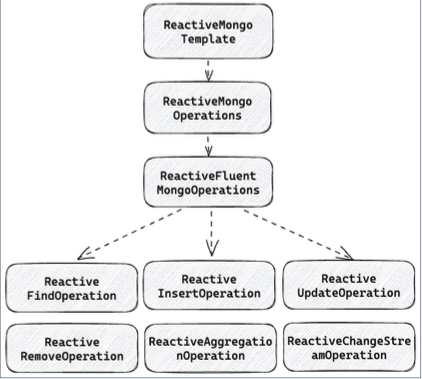 ReactiveMongo
Template
ReactiveMongo
Operations
ReactiveFluent
MongoOperations
Reactive
FindOperation
Reactive
InsertOperation
Reactive
UpdateOperation
Reactive
RemoveOperation
ReactiveAggregatio
nOperation
ReactiveChangeStre
amOperation